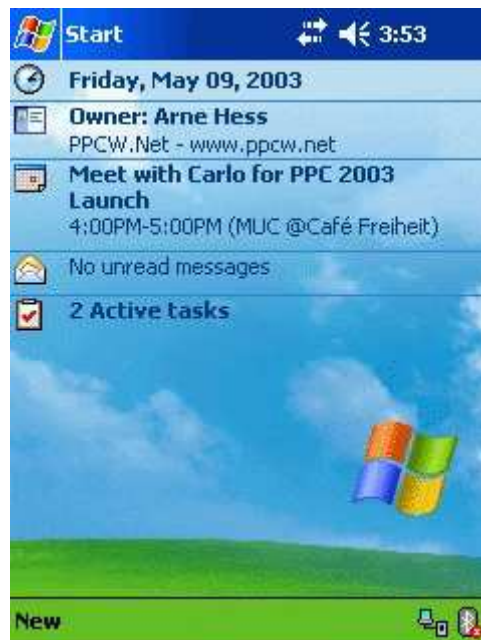 Start 3:53
Friday, May 09, 2003
Owner: Arne Hess
PPCW.Net - www.ppcw.net
Meet with Carlo for PPC 2003
Launch
4:00PM-5:00PM (MUC @Café Freiheit)
No unread messages
2 Active tasks
New